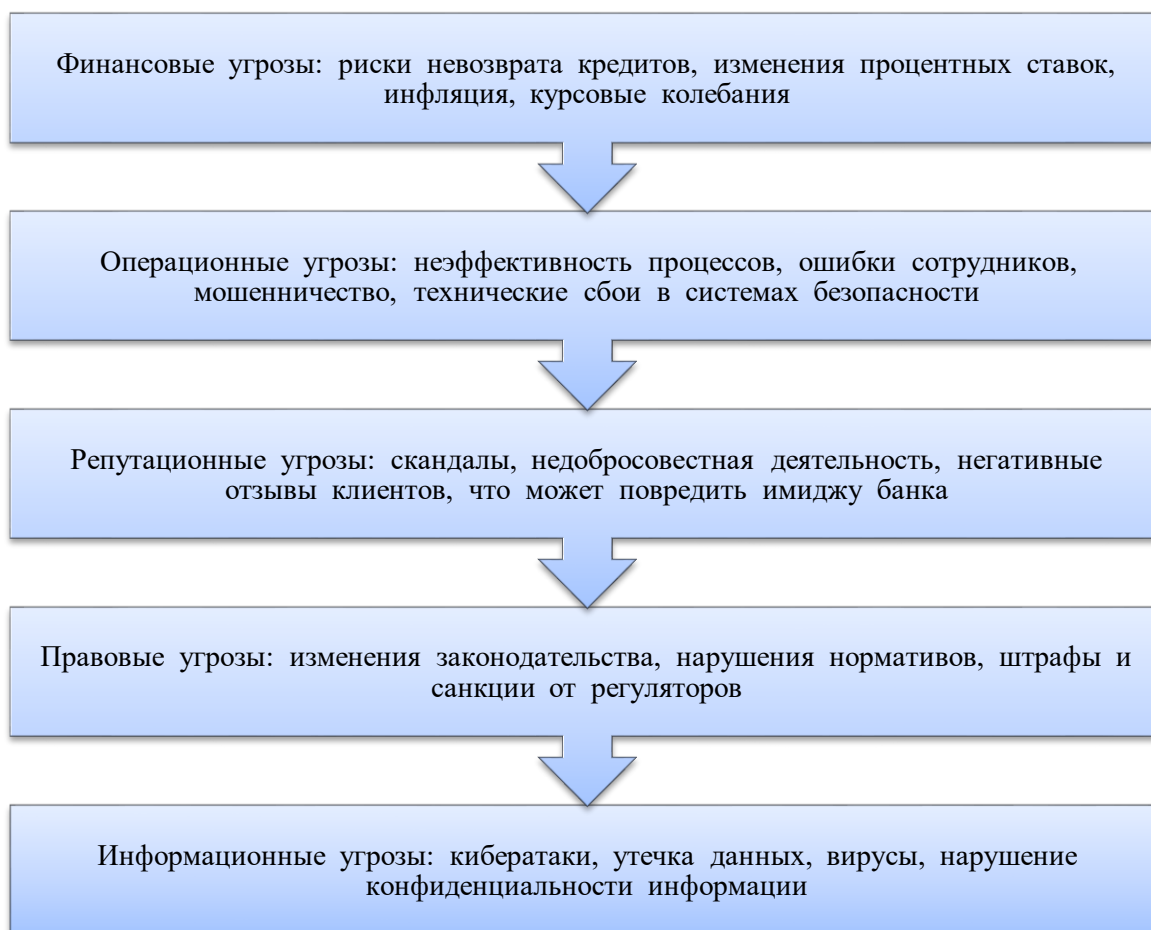 Финансовые угрозы: риски невозврата кредитов, изменения процентных ставок,
инфляция, курсовые колебания
Операционные угрозы: неэффективность процессов, ошибки сотрудников,
мошенничество, технические сбои в системах безопасности
Репутационные угрозы: скандалы, недобросовестная деятельность, негативные
отзывы клиентов, что может повредить имиджу банка
Правовые угрозы: изменения законодательства, нарушения нормативов, штрафы и
санкции от регуляторов
Информационные угрозы: кибератаки, утечка данных, вирусы, нарушение
конфиденциальности информации